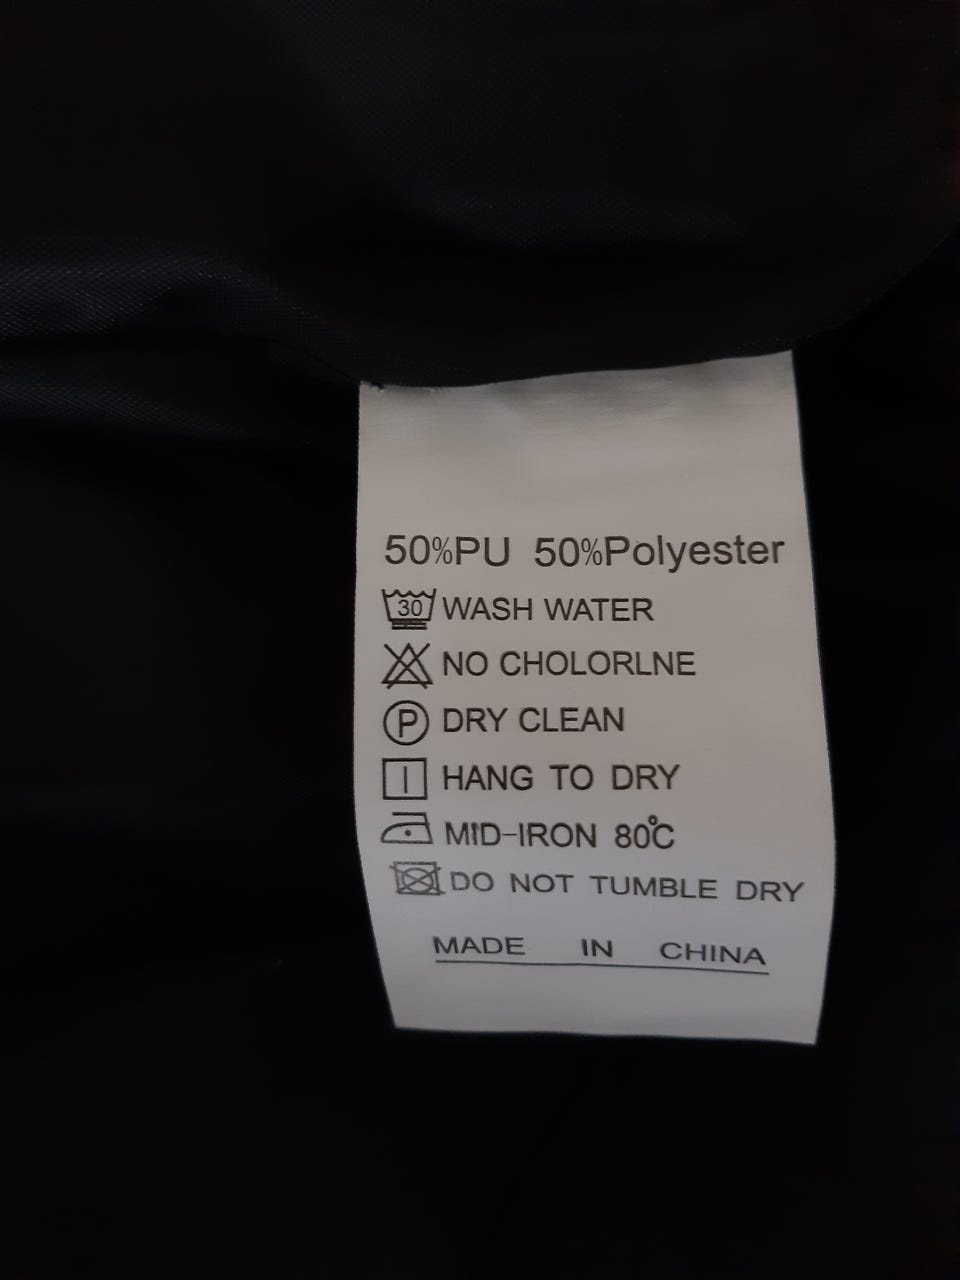 50%PU 50%Polyester
30 WASH WATER
NO CHOLORLNE
P DRY CLEAN
HANG TO DRY
MID-IRON 80℃
DO NOT TUMBLE DRY
MADE IN CHINA